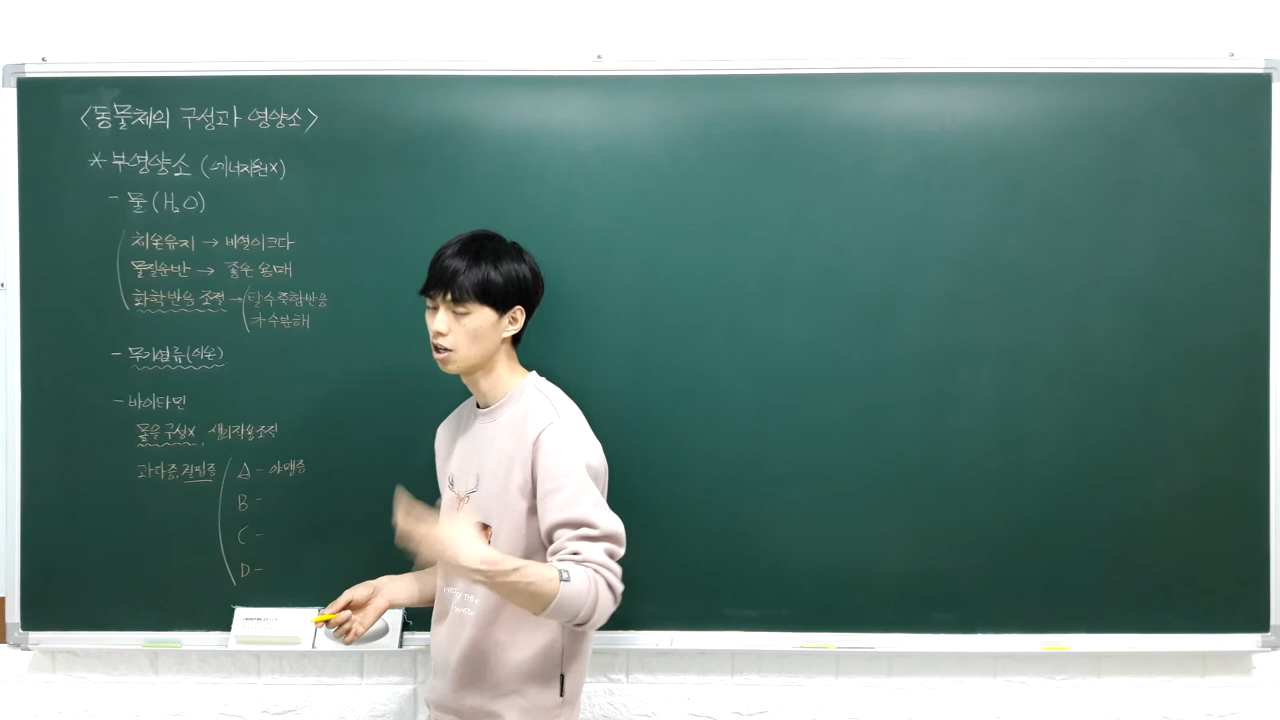 <동물체의 구성과 영양소>
* 부영양소 (에너지원X)
- 물 (H₂O)
체온유지 → 비열이 크다
물질운반 → 좋은 용매
화학반응 조절 → 탈수축합반응
가수분해
- 무기염류(이온)
- 바이타민
몸을 구성X, 생리작용조절
과다증, 결핍증
A - 야맹증
B -
C -
D -